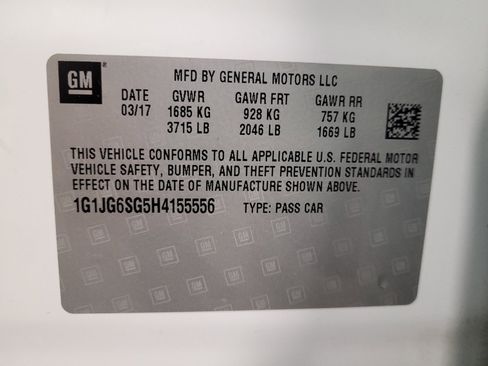 GM
MFD BY GENERAL MOTORS LLC
DATE GVWR GAWR FRT GAWR RR
03/17 1685 KG 928 KG 757 KG
3715 LB 2046 LB 1669 LB
THIS VEHICLE CONFORMS TO ALL APPLICABLE U.S. FEDERAL MOTOR
VEHICLE SAFETY, BUMPER, AND THEFT PREVENTION STANDARDS IN
EFFECT ON THE DATE OF MANUFACTURE SHOWN ABOVE.
1G1JG6SG5H4155556 TYPE: PASS CAR